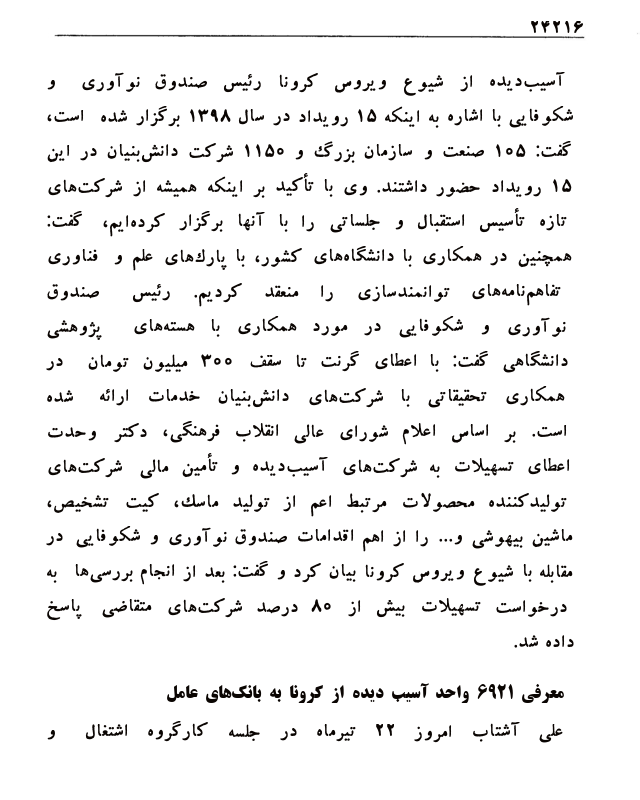 ۲۴۲۱۶
آسیب‌دیده از شیوع ویروس کرونا رئیس صندوق نوآوری و
شکوفایی با اشاره به اینکه ۱۵ رویداد در سال ۱۳۹۸ برگزار شده است،
گفت: ۱۰۵ صنعت و سازمان بزرگ و ۱۱۵۰ شرکت دانش‌بنیان در این
۱۵ رویداد حضور داشتند. وی با تأکید بر اینکه همیشه از شرکت‌های
تازه تأسیس استقبال و جلساتی را با آنها برگزار کرده‌ایم، گفت:
همچنین در همکاری با دانشگاه‌های کشور، با پارک‌های علم و فناوری
تفاهم‌نامه‌های توانمندسازی را منعقد کردیم. رئیس صندوق
نوآوری و شکوفایی در مورد همکاری با هسته‌های پژوهشی
دانشگاهی گفت: با اعطای گرنت تا سقف ۳۰۰ میلیون تومان در
همکاری تحقیقاتی با شرکت‌های دانش‌بنیان خدمات ارائه شده
است. بر اساس اعلام شورای عالی انقلاب فرهنگی، دکتر وحدت
اعطای تسهیلات به شرکت‌های آسیب‌دیده و تأمین مالی شرکت‌های
تولیدکننده محصولات مرتبط اعم از تولید ماسک، کیت تشخیص،
ماشین بیهوشی و... را از اهم اقدامات صندوق نوآوری و شکوفایی در
مقابله با شیوع ویروس کرونا بیان کرد و گفت: بعد از انجام بررسی‌ها به
درخواست تسهیلات بیش از ۸۰ درصد شرکت‌های متقاضی پاسخ
داده شد.
معرفی ۶۹۲۱ واحد آسیب دیده از کرونا به بانک‌های عامل
علی آشتاب امروز ۲۲ تیرماه در جلسه کارگروه اشتغال و